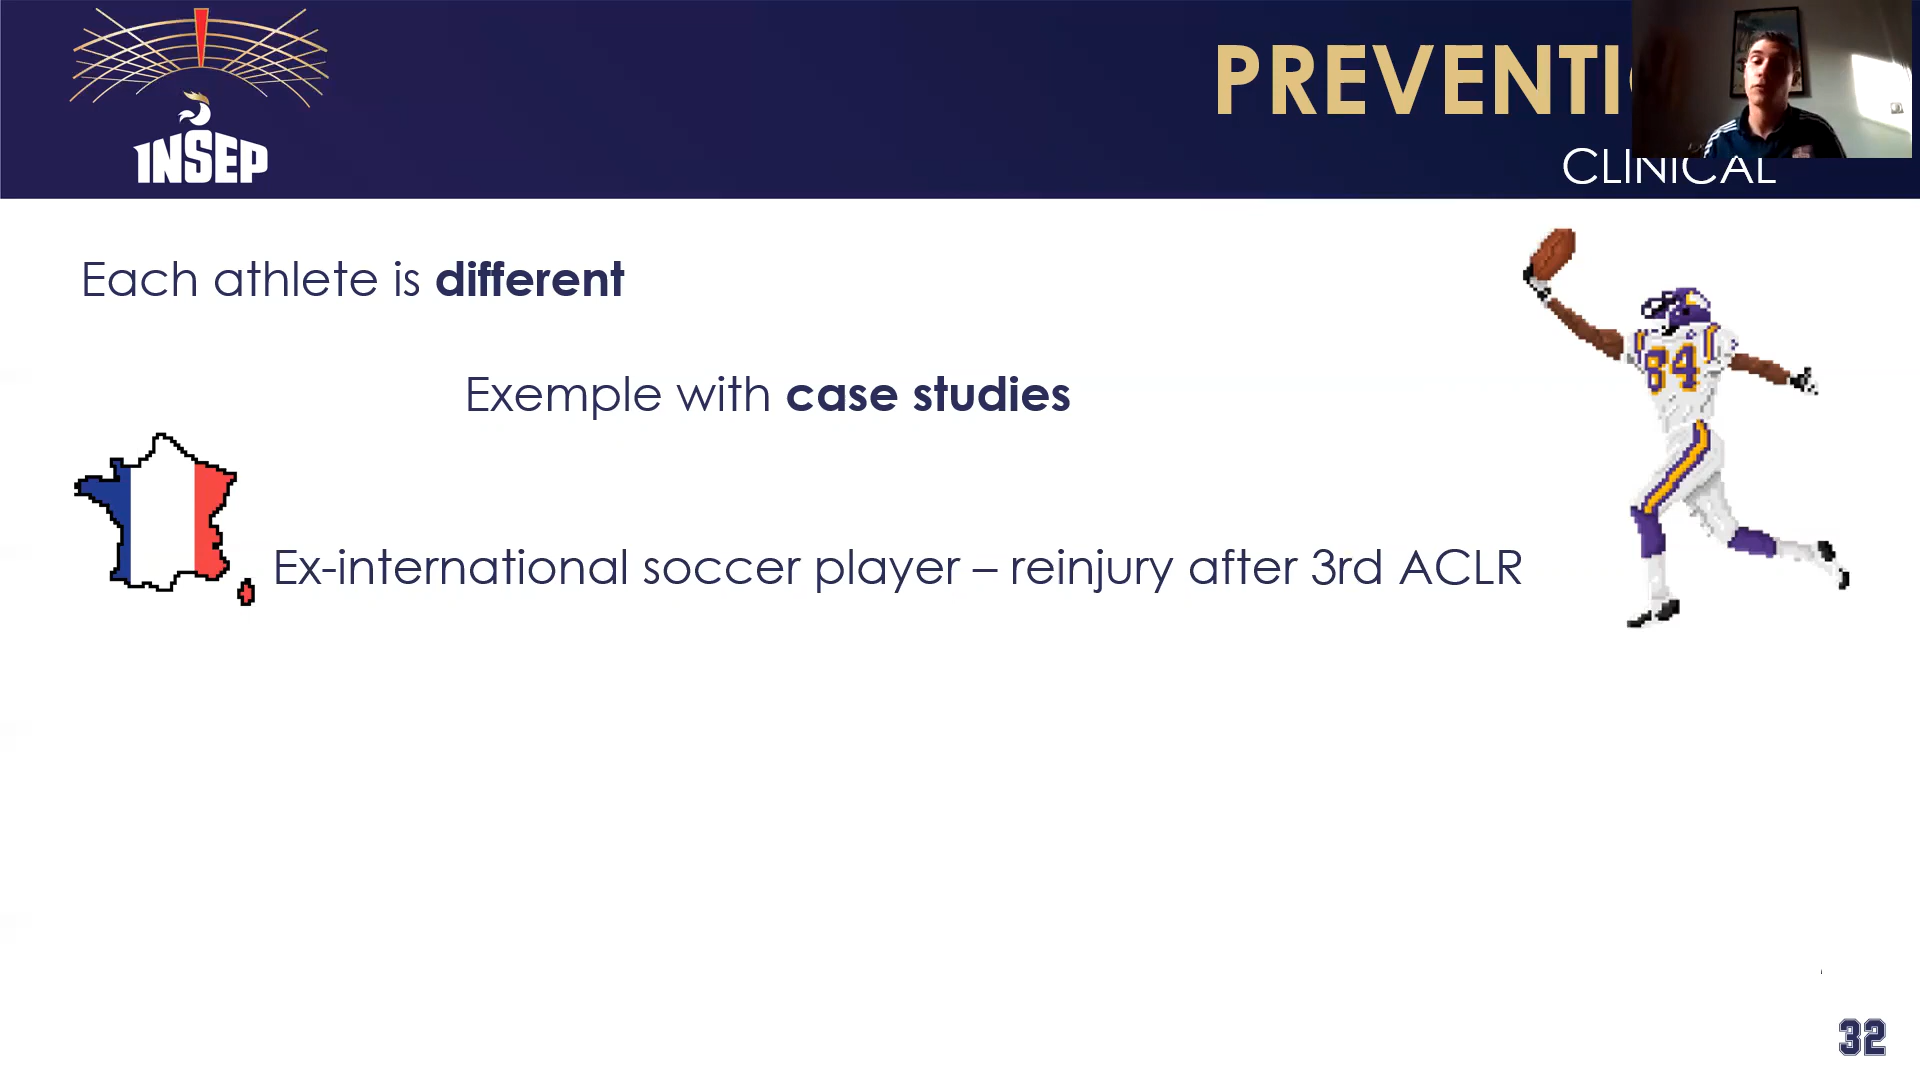 INSEP
PREVENTI
CLINICAL
Each athlete is different
Exemple with case studies
84
Ex-international soccer player – reinjury after 3rd ACLR
32